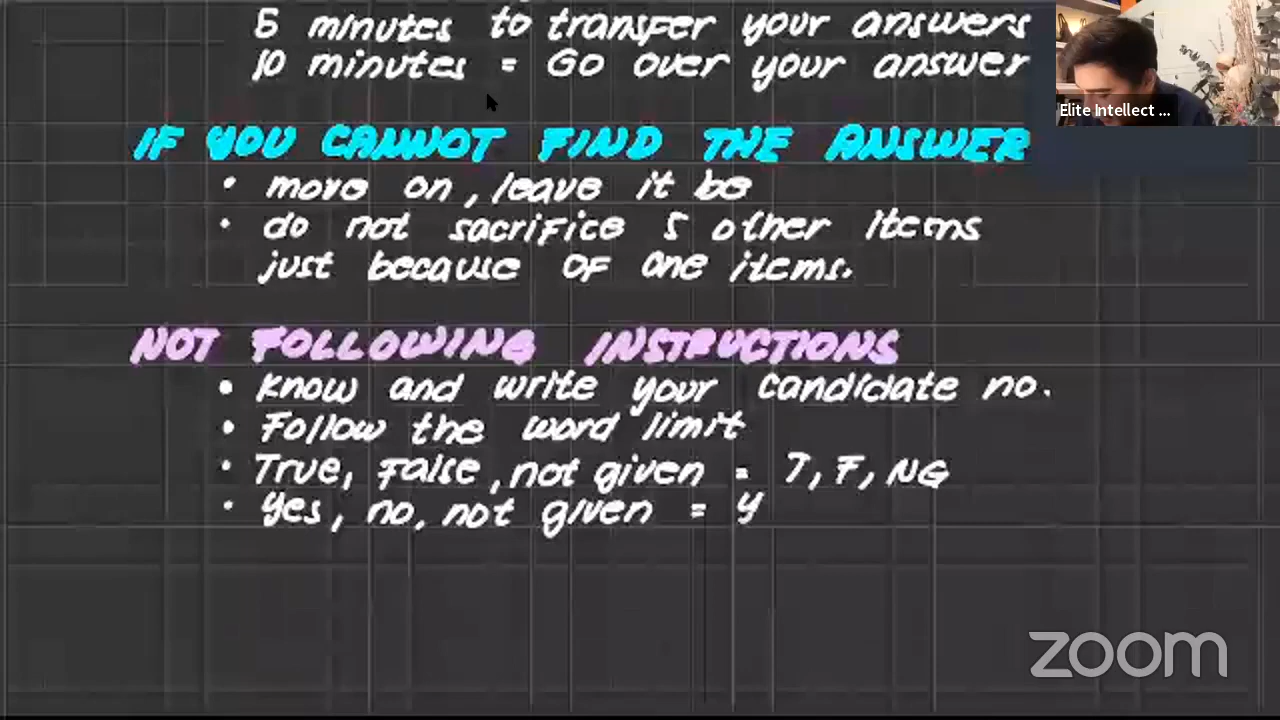 5 minutes to transfer your answers
10 minutes = Go over your answer
Elite Intellect ...
IF YOU CANNOT FIND THE ANSWER
• move on, leave it be
• do not sacrifice 5 other items
just because of one items.
NOT FOLLOWING INSTRUCTIONS
• Know and write your candidate no.
• Follow the word limit
• True, False, not given = T, F, NG
• Yes, no, not given = Y
zoom